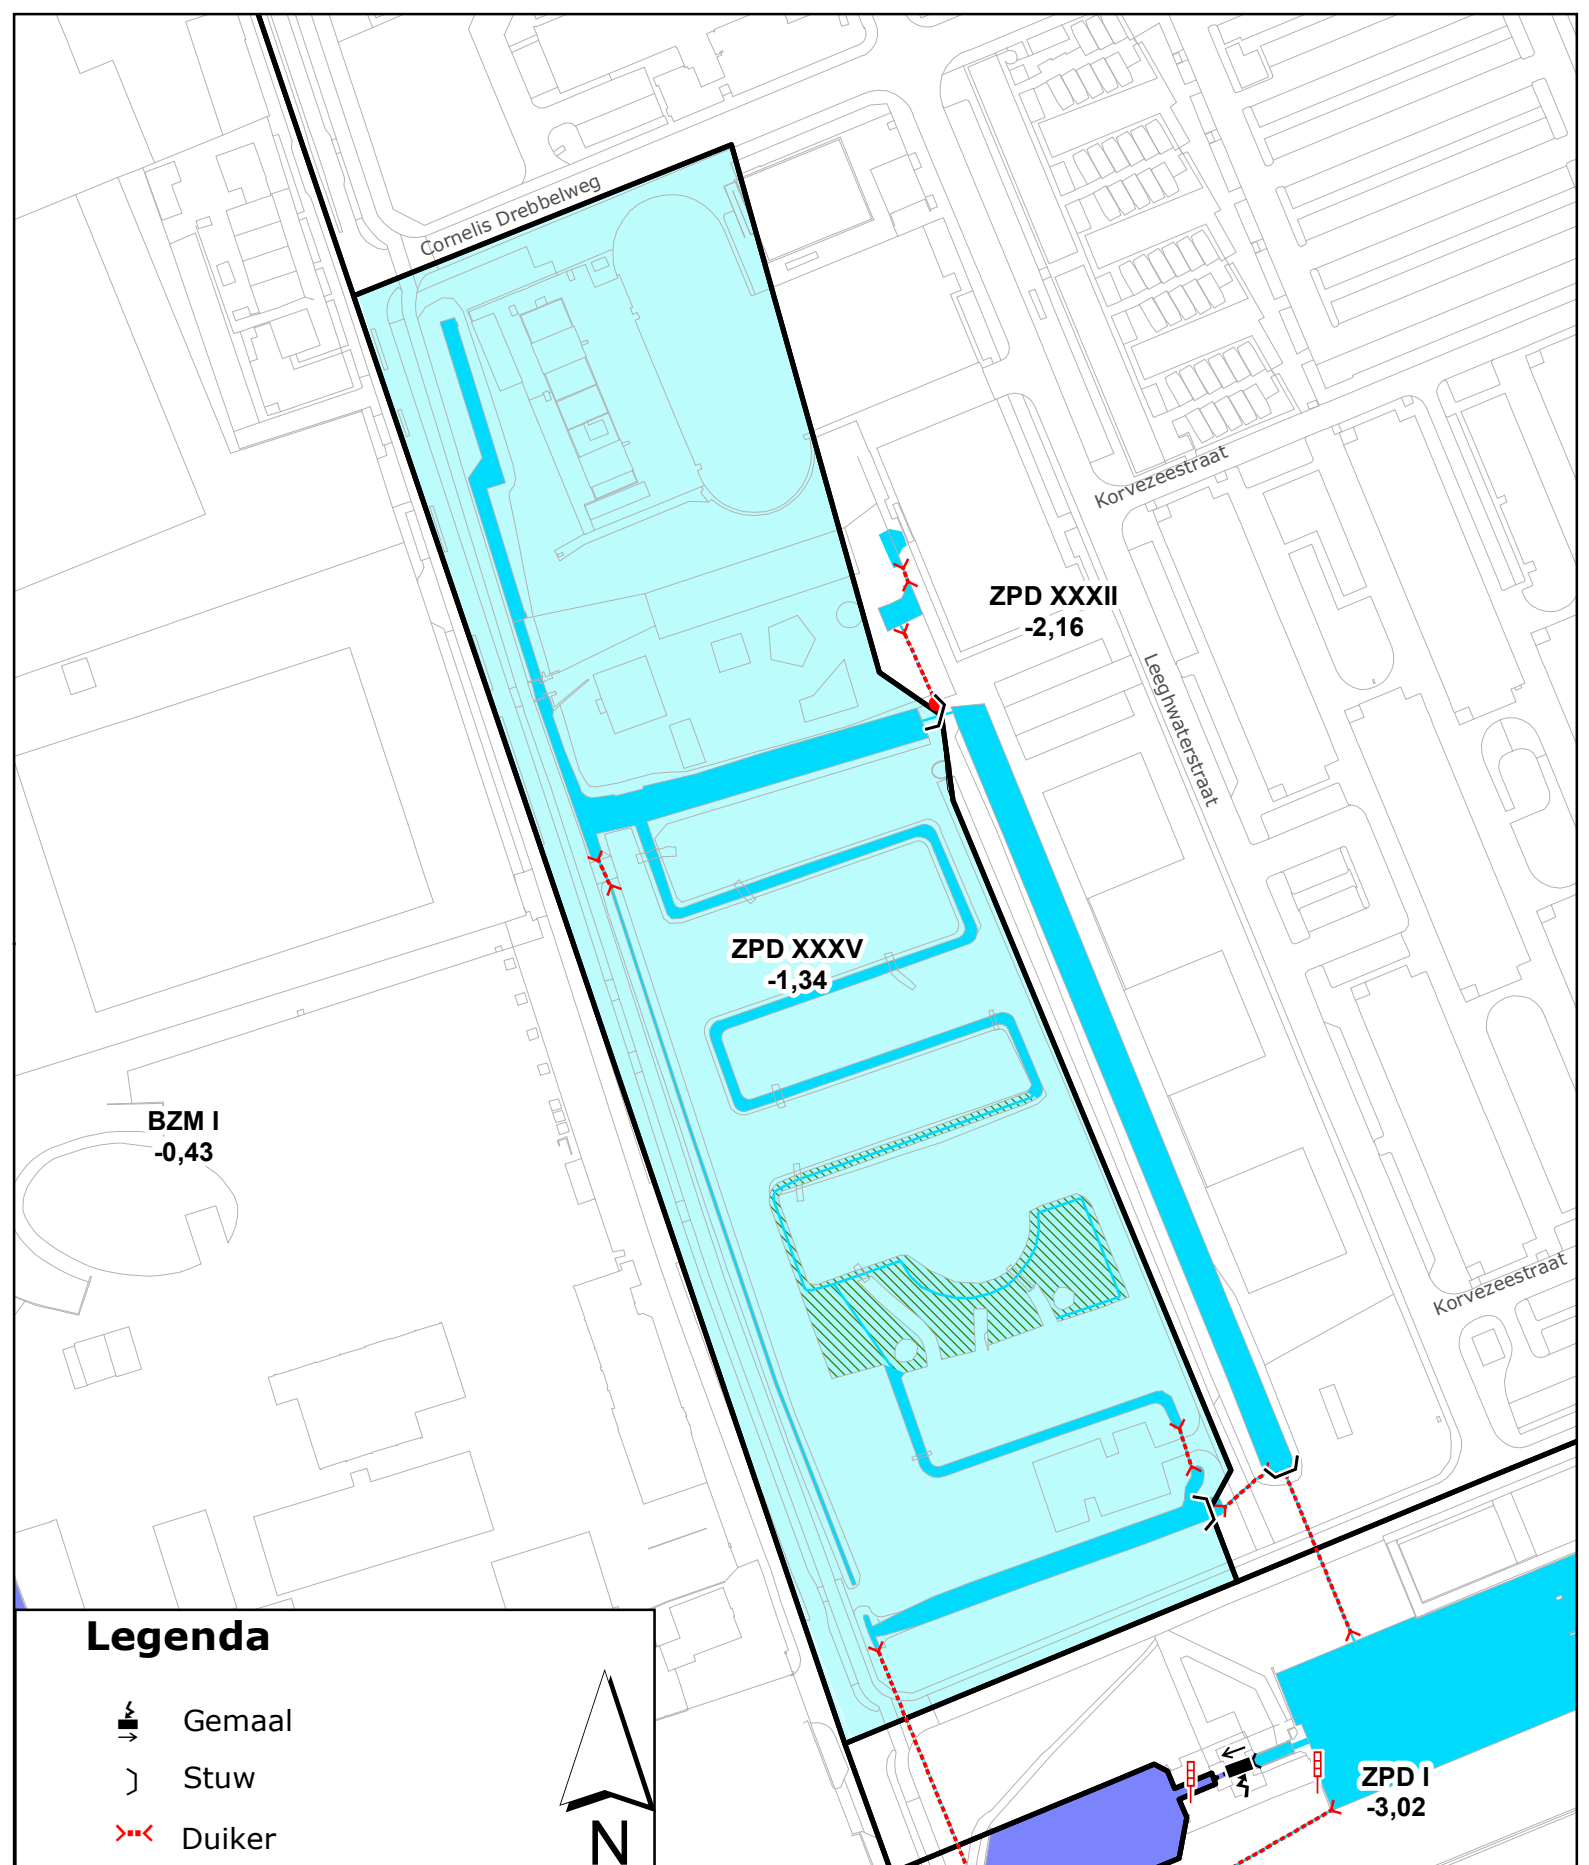 Cornelis Drebbelweg
Korvezeestraat
ZPD XXXII
-2,16
Leeghwaterstraat
ZPD XXXV
-1,34
BZM I
-0,43
Korvezeestraat
ZPD I
-3,02
Legenda
Gemaal
Stuw
Duiker
N